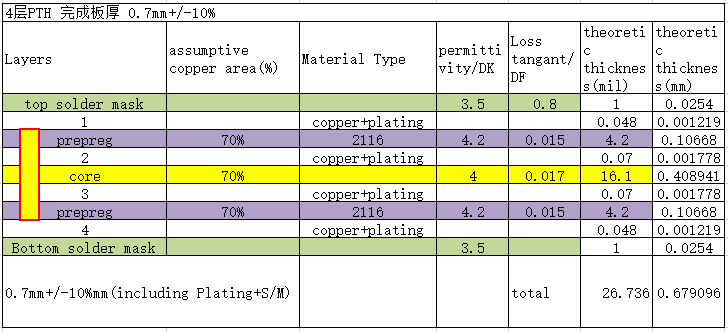 4层PTH 完成板厚 0.7mm+/-10%
Layers assumptive copper area(%) Material Type permitti vity/DK Loss tangant/ DF theoreti c thicknes s(mil) theoreti c thicknes s(mm)
top solder mask 3.5 0.8 1 0.0254
1 copper+plating 0.048 0.001219
prepreg 70% 2116 4.2 0.015 4.2 0.10668
2 copper+plating 0.07 0.001778
core 70% 4 0.017 16.1 0.408941
3 copper+plating 0.07 0.001778
prepreg 70% 2116 4.2 0.015 4.2 0.10668
4 copper+plating 0.048 0.001219
Bottom solder mask 3.5 1 0.0254
0.7mm+/-10%mm(including Plating+S/M) total 26.736 0.679096